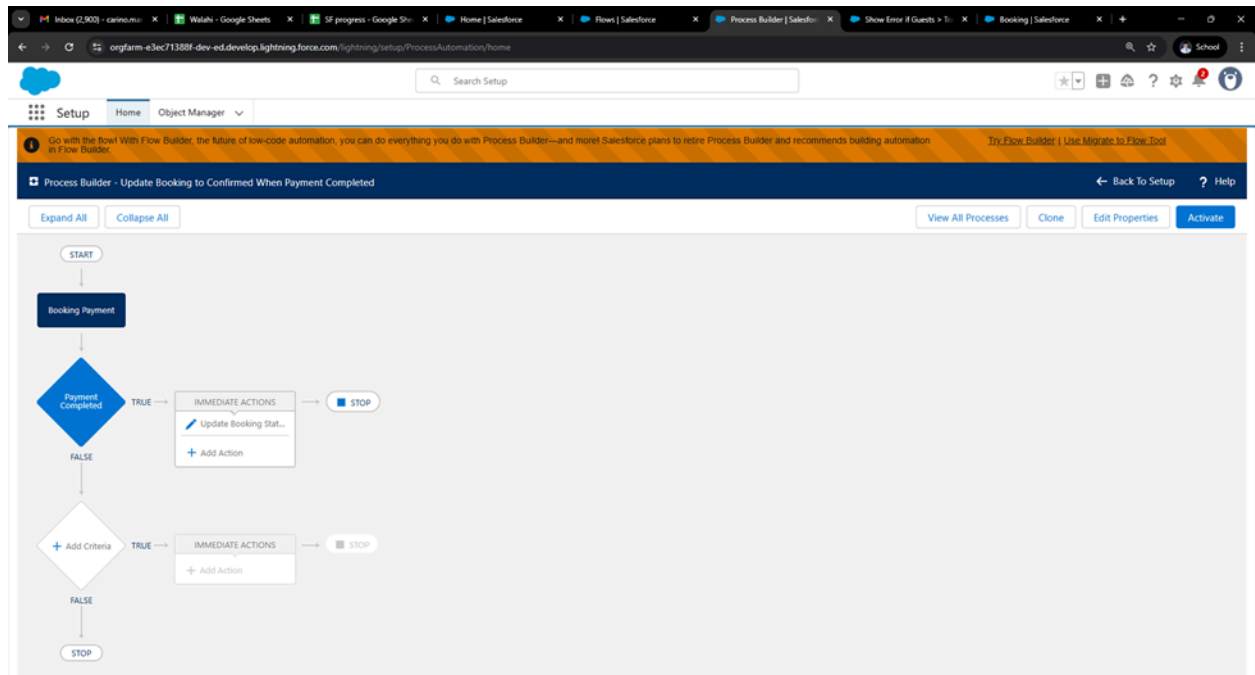 Inbox (2,900) - carino.ma
Walahi - Google Sheets
SF progress - Google She
Home | Salesforce
Flows | Salesforce
Process Builder | Salesfor
Show Error if Guests > Tr
Booking | Salesforce
orgfarm-e3ec71388f-dev-ed.develop.lightning.force.com/lightning/setup/ProcessAutomation/home
School
Search Setup
2
Setup
Home
Object Manager
Go with the flow! With Flow Builder, the future of low-code automation, you can do everything you do with Process Builder—and more! Salesforce plans to retire Process Builder and recommends building automation
in Flow Builder.
Try Flow Builder | Use Migrate to Flow Tool
Process Builder - Update Booking to Confirmed When Payment Completed
Back To Setup
? Help
Expand All
Collapse All
View All Processes
Clone
Edit Properties
Activate
START
Booking Payment
Payment
Completed
TRUE
IMMEDIATE ACTIONS
STOP
Update Booking Stat...
+ Add Action
FALSE
+ Add Criteria
TRUE
IMMEDIATE ACTIONS
STOP
+ Add Action
FALSE
STOP